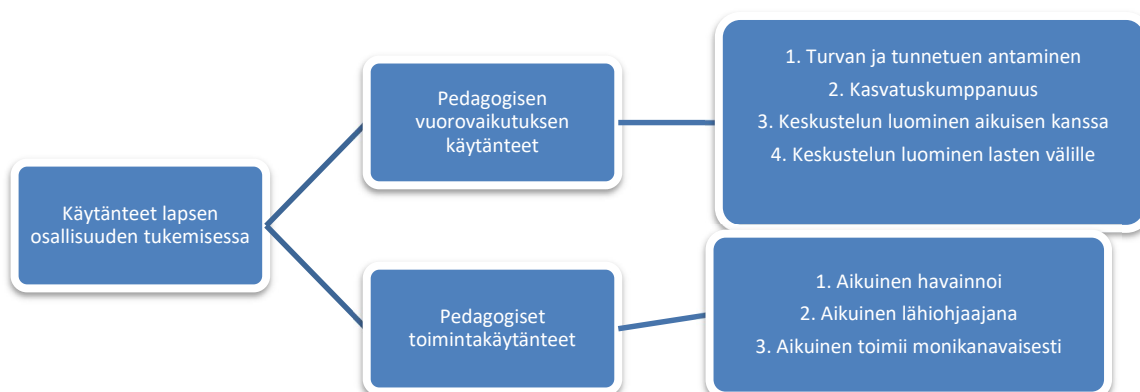 Käytänteet lapsen
osallisuuden tukemisessa
Pedagogisen
vuorovaikutuksen
käytänteet
1. Turvan ja tunnetuen antaminen
2. Kasvatuskumppanuus
3. Keskustelun luominen aikuisen kanssa
4. Keskustelun luominen lasten välille
Pedagogiset
toimintakäytänteet
1. Aikuinen havainnoi
2. Aikuinen lähiohjaajana
3. Aikuinen toimii monikanavaisesti